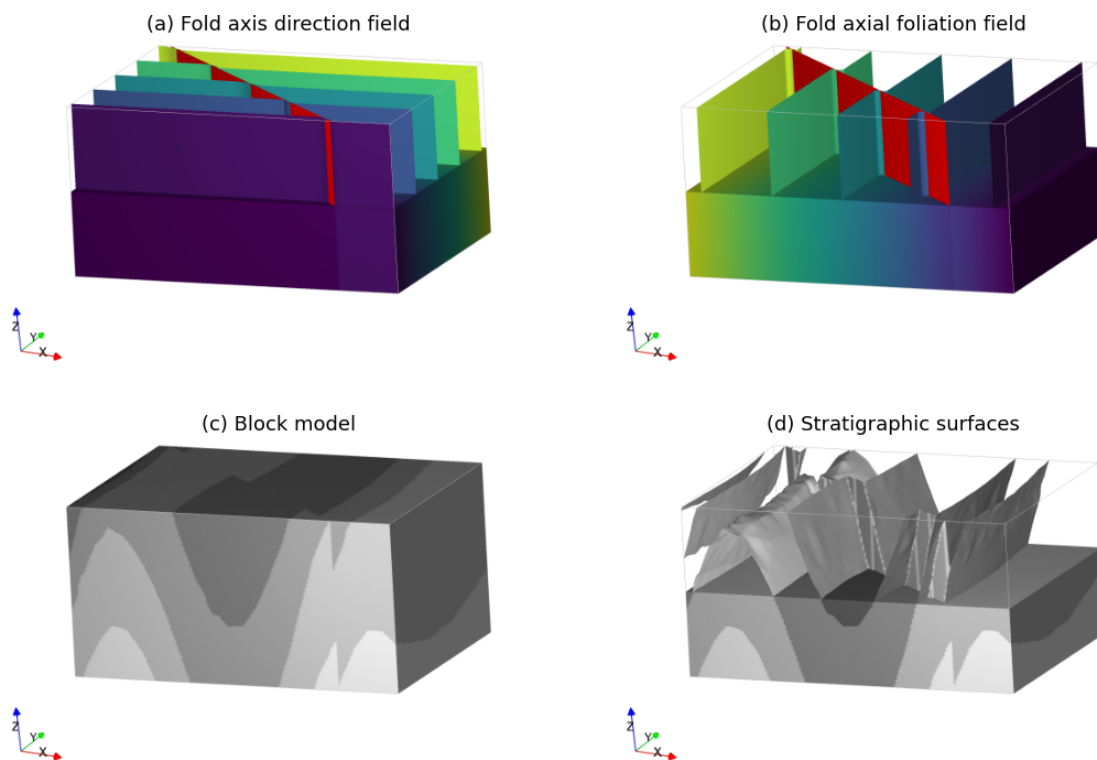 (a) Fold axis direction field
(b) Fold axial foliation field
Z
Y
X
Z
Y
X
(c) Block model
(d) Stratigraphic surfaces
Z
Y
X
Z
Y
X